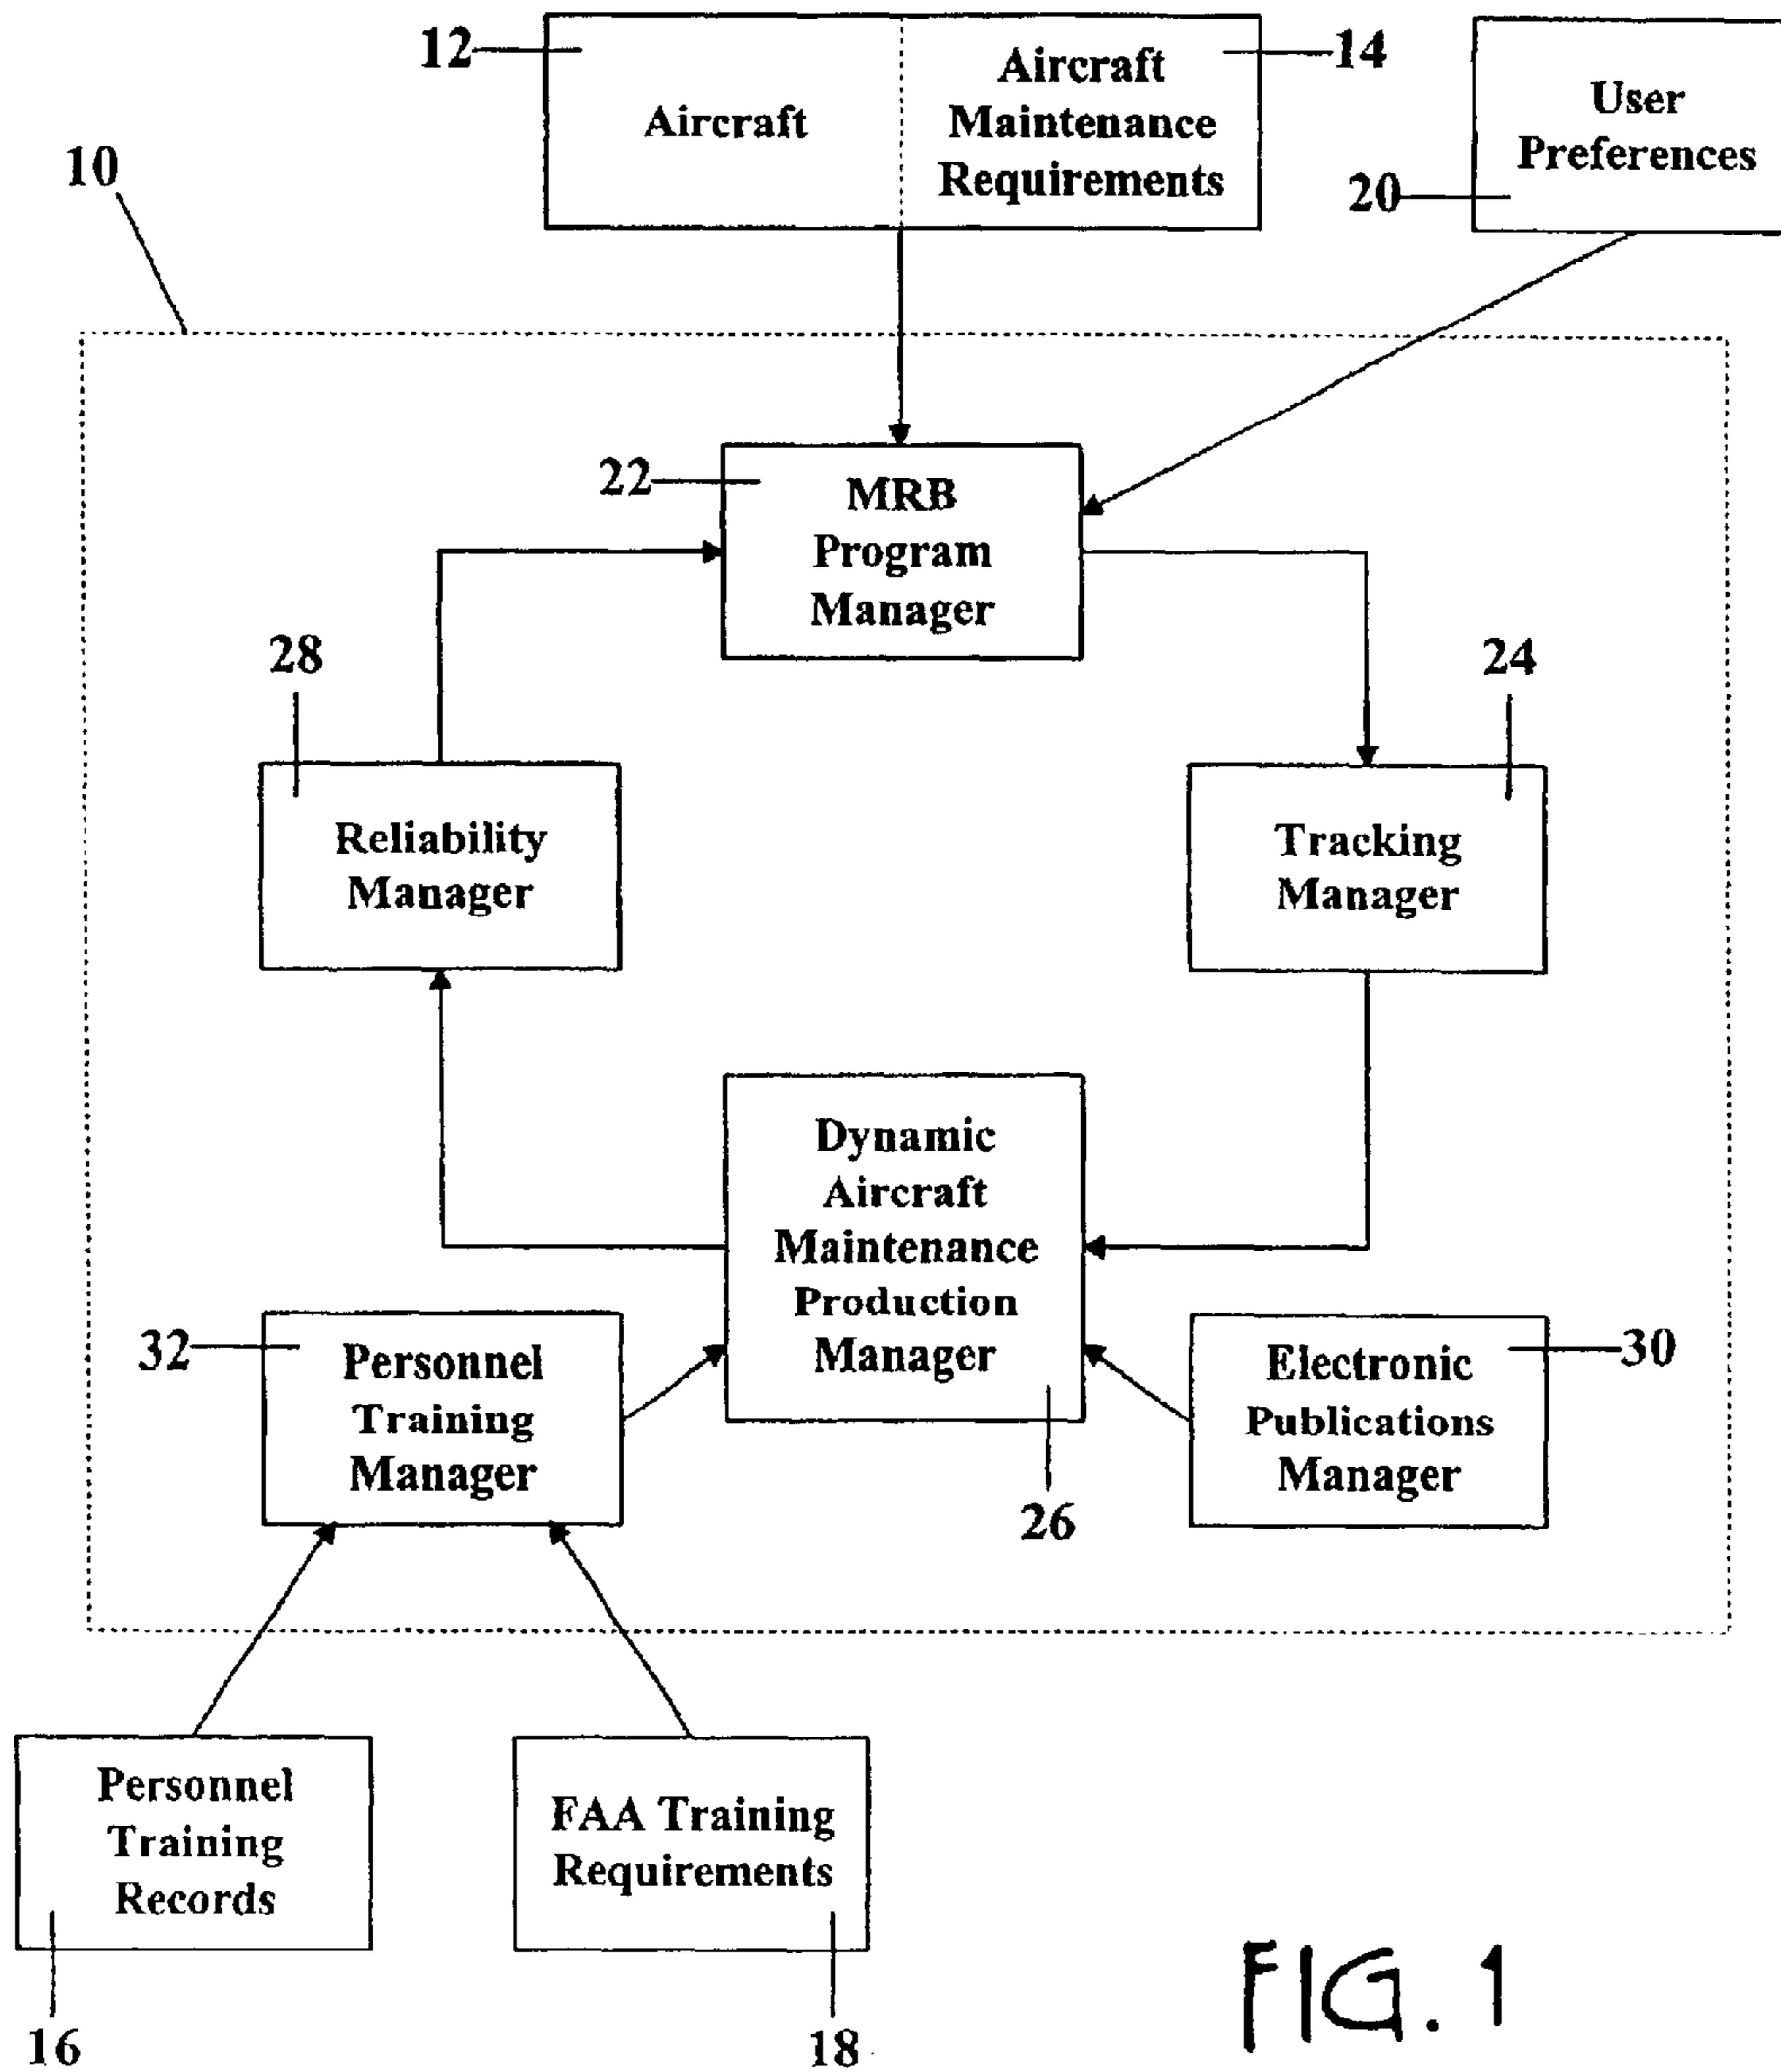 12
Aircraft
Aircraft
Maintenance
Requirements
14
User
Preferences
20
10
22
MRB
Program
Manager
28
Reliability
Manager
24
Tracking
Manager
Dynamic
Aircraft
Maintenance
Production
Manager
26
32
Personnel
Training
Manager
30
Electronic
Publications
Manager
Personnel
Training
Records
16
FAA Training
Requirements
18
FIG. 1